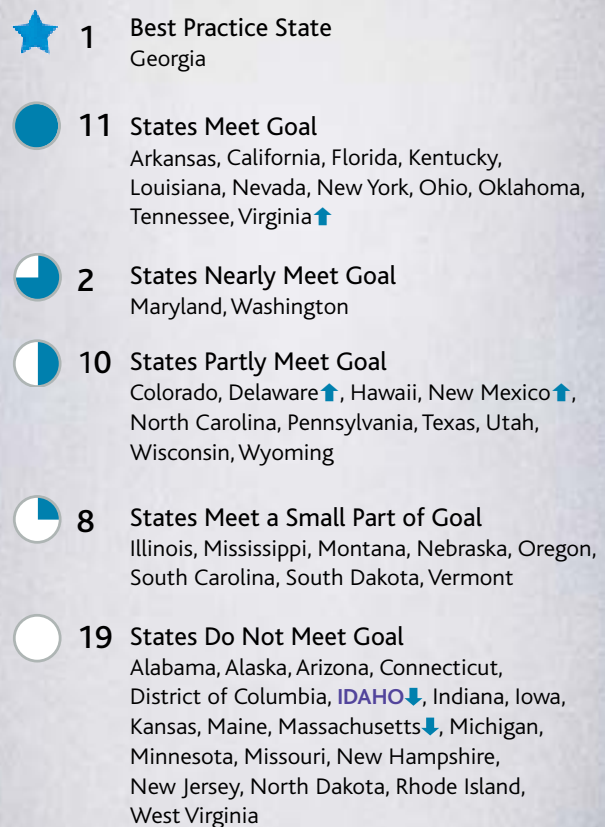 1 Best Practice State
Georgia
11 States Meet Goal
Arkansas, California, Florida, Kentucky,
Louisiana, Nevada, New York, Ohio, Oklahoma,
Tennessee, Virginia⬆
2 States Nearly Meet Goal
Maryland, Washington
10 States Partly Meet Goal
Colorado, Delaware⬆, Hawaii, New Mexico⬆,
North Carolina, Pennsylvania, Texas, Utah,
Wisconsin, Wyoming
8 States Meet a Small Part of Goal
Illinois, Mississippi, Montana, Nebraska, Oregon,
South Carolina, South Dakota, Vermont
19 States Do Not Meet Goal
Alabama, Alaska, Arizona, Connecticut,
District of Columbia, IDAHO⬇, Indiana, Iowa,
Kansas, Maine, Massachusetts⬇, Michigan,
Minnesota, Missouri, New Hampshire,
New Jersey, North Dakota, Rhode Island,
West Virginia